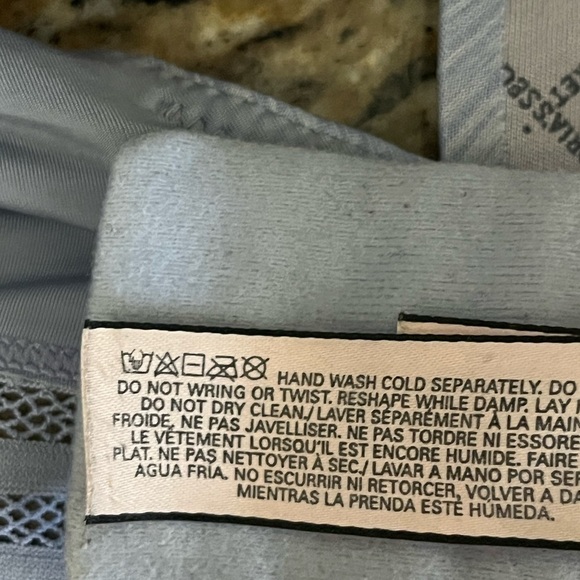 HAND WASH COLD SEPARATELY. DO
DO NOT WRING OR TWIST. RESHAPE WHILE DAMP. LAY
DO NOT DRY CLEAN./ LAVER SÉPARÉMENT À LA MAIN
FROIDE. NE PAS JAVELLISER. NE PAS TORDRE NI ESSORE
LE VÊTEMENT LORSQU'IL EST ENCORE HUMIDE. FAIRE
PLAT. NE PAS NETTOYER À SEC./ LAVAR A MANO POR SEP
AGUA FRIA. NO ESCURRIR NI RETORCER, VOLVER A DA
MIENTRAS LA PRENDA ESTÉ HÚMEDA.